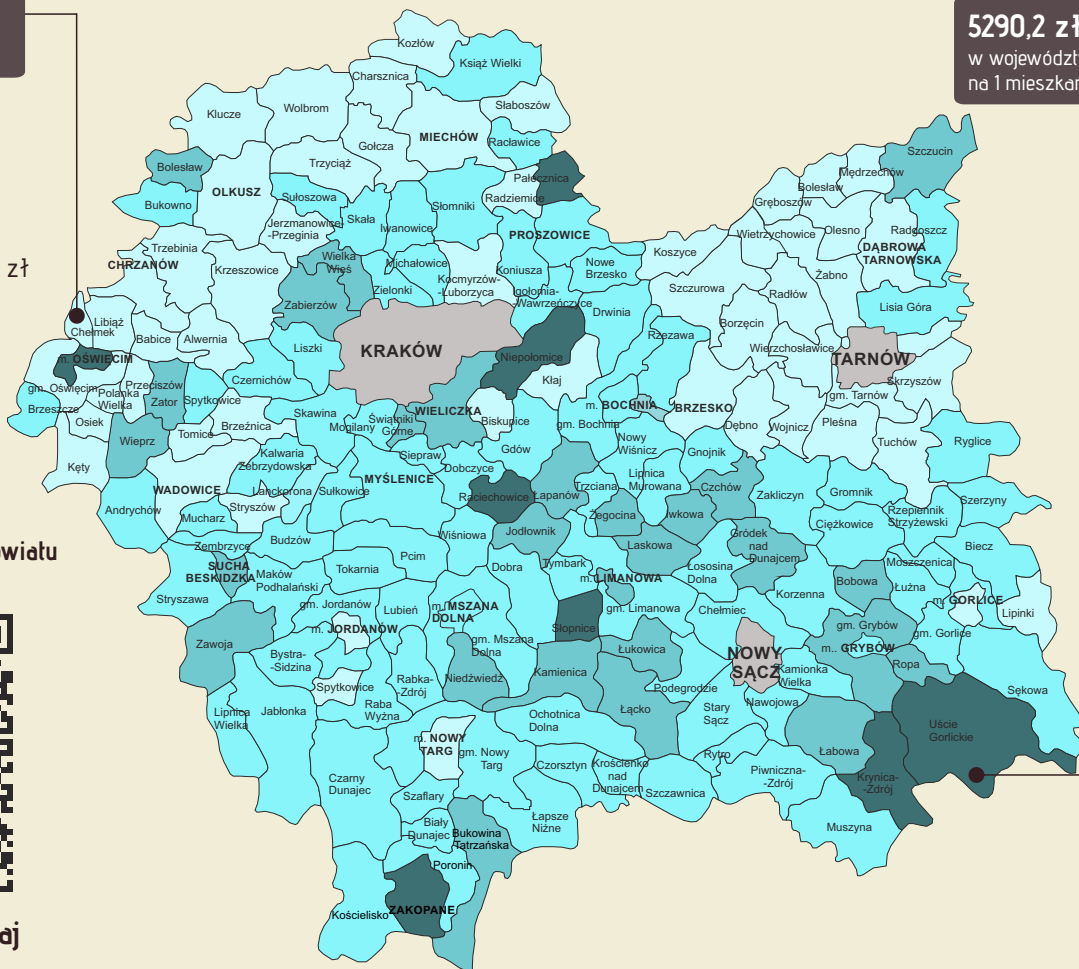 5290,2 zł
w województ
na 1 mieszkań
zł
owiatu
aj
Kozłów
Książ Wielki
Charsznica
Słaboszów
Klucze
Wolbrom
MIECHÓW
Racławice
Gołcza
Trzyciąż
Bolesław
OLKUSZ
Bukowno
Pałecznica
Radziemice
Sułoszowa
Skała
Iwanowice
Słomniki
Jerzmanowice-
-Przeginia
PROSZOWICE
Szczucin
Mędrzechów
Bolesław
Gręboszów
Wietrzychowice
Olesno
Radgoszcz
DĄBROWA
TARNOWSKA
Trzebinia
CHRZANÓW
Krzeszowice
Wielka
Wieś
Michałowice
Zielonki
Kocmyrzów-
-Luborzyca
Koniusza
Nowe
Brzesko
Koszyce
Żabno
Zabierzów
Igołomia-
-Wawrzeńczyce
Drwinia
Szczurowa
Radłów
Lisia Góra
Libiąż
Chełmek
Babice
Alwernia
Liszki
KRAKÓW
Niepołomice
Rzezawa
Borzęcin
Wierzchosławice
TARNÓW
m. OŚWIĘCIM
gm. Oświęcim
Przeciszów
Polanka
Wielka
Zator
Spytkowice
Czernichów
Kłaj
Skrzyszów
gm. Tarnów
Brzeszcze
Osiek
Wieprz
Tomice
Brzeźnica
Skawina
Mogilany
Świątniki
Górne
WIELICZKA
Biskupice
m. BOCHNIA
gm. Bochnia
BRZESKO
Dębno
Wojnicz
Pleśna
Tuchów
Ryglice
Kęty
Kalwaria
Zebrzydowska
Siepraw
Gdów
Nowy
Wiśnicz
Gnojnik
WADOWICE
Lanckorona
Sułkowice
MYŚLENICE
Dobczyce
Raciechowice
Łapanów
Trzciana
Lipnica
Murowana
Czchów
Zakliczyn
Gromnik
Rzepiennik
Strzyżewski
Szerzyny
Andrychów
Mucharz
Stryszów
Żegocina
Iwkowa
Ciężkowice
Zembrzyce
Budzów
Wiśniowa
Jodłownik
Laskowa
Gródek
nad
Dunajcem
Biecz
SUCHA
BESKIDZKA
Maków
Podhalański
Tokarnia
Pcim
Dobra
Tymbark
m. LIMANOWA
Łososina
Dolna
Moszczenica
Bobowa
Łużna
Stryszawa
gm. Jordanów
Lubień
m. MSZANA
DOLNA
gm. Limanowa
Chełmiec
Korzenna
m. GORLICE
Lipinki
Zawoja
m. JORDANÓW
Słopnice
gm. Grybów
gm. Gorlice
Bystra-
-Sidzina
gm. Mszana
Dolna
Łukowica
NOWY
SĄCZ
m.. GRYBÓW
Ropa
Spytkowice
Rabka-
-Zdrój
Niedźwiedź
Kamienica
Kamionka
Wielka
Sękowa
Lipnica
Wielka
Jabłonka
Raba
Wyżna
Podegrodzie
Łącko
Stary
Sącz
Nawojowa
Uście
Gorlickie
Ochotnica
Dolna
m. NOWY
TARG
gm. Nowy
Targ
Łabowa
Czarny
Dunajec
Czorsztyn
Krościenko
nad
Dunajcem
Rytro
Piwniczna-
-Zdrój
Krynica-
-Zdrój
Szaflary
Szczawnica
Biały
Dunajec
Bukowina
Tatrzańska
Łapsze
Niżne
Muszyna
Poronin
Kościelisko
ZAKOPANE